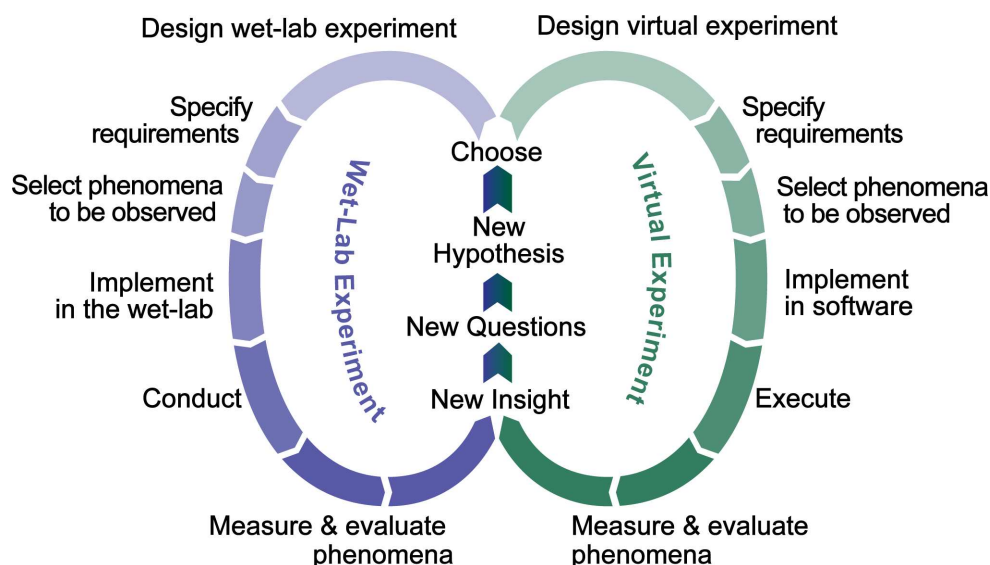 Design wet-lab experiment
Specify
requirements
Select phenomena
to be observed
Implement
in the wet-lab
Conduct
Measure & evaluate
phenomena
Wet-Lab Experiment
Choose
New
Hypothesis
New Questions
New Insight
Virtual Experiment
Design virtual experiment
Specify
requirements
Select phenomena
to be observed
Implement
in software
Execute
Measure & evaluate
phenomena